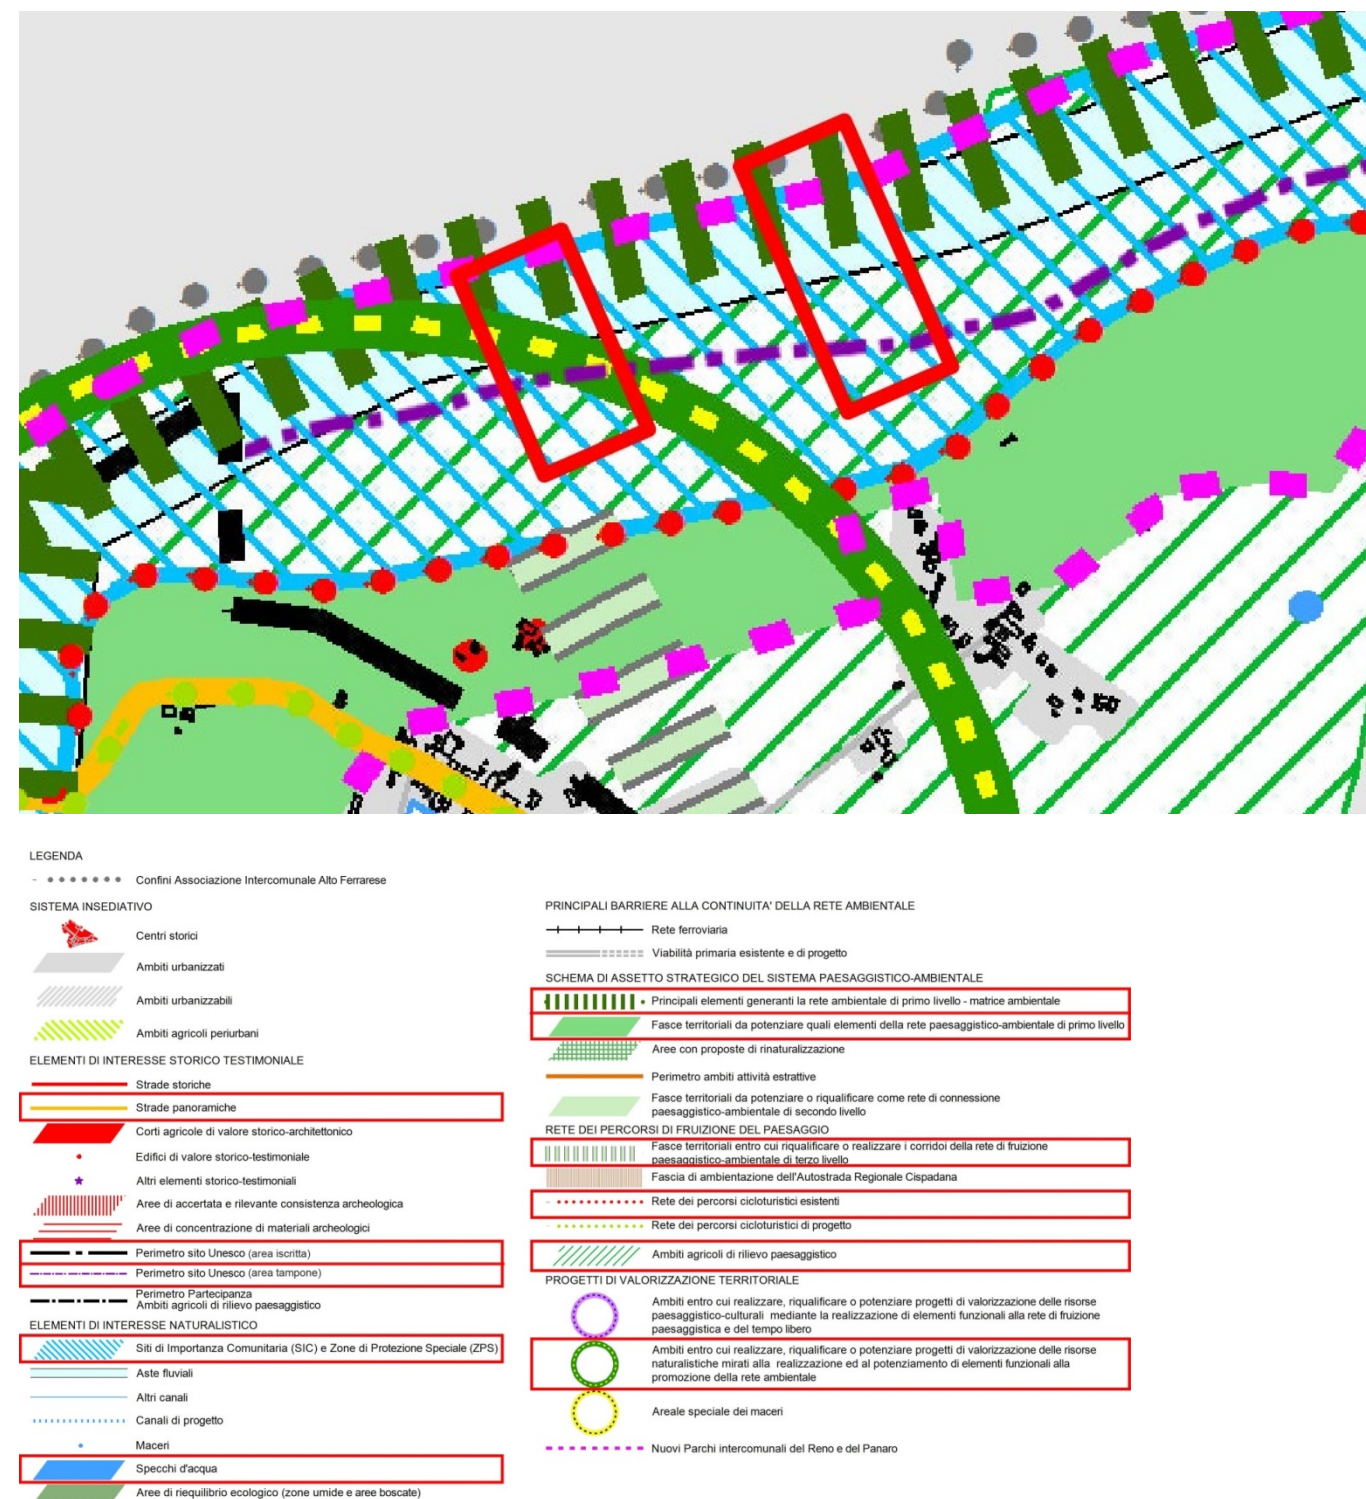 LEGENDA
Confini Associazione Intercomunale Alto Ferrarese
SISTEMA INSEDIATIVO
Centri storici
Ambiti urbanizzati
Ambiti urbanizzabili
Ambiti agricoli periurbani
ELEMENTI DI INTERESSE STORICO TESTIMONIALE
Strade storiche
Strade panoramiche
Corti agricole di valore storico-architettonico
Edifici di valore storico-testimoniale
Altri elementi storico-testimoniali
Aree di accertata e rilevante consistenza archeologica
Aree di concentrazione di materiali archeologici
Perimetro sito Unesco (area iscritta)
Perimetro sito Unesco (area tampone)
Perimetro Partecipanza
Ambiti agricoli di rilievo paesaggistico
ELEMENTI DI INTERESSE NATURALISTICO
Siti di Importanza Comunitaria (SIC) e Zone di Protezione Speciale (ZPS)
Aste fluviali
Altri canali
Canali di progetto
Maceri
Specchi d'acqua
Aree di riequilibrio ecologico (zone umide e aree boscate)
PRINCIPALI BARRIERE ALLA CONTINUITA' DELLA RETE AMBIENTALE
Rete ferroviaria
Viabilità primaria esistente e di progetto
SCHEMA DI ASSETTO STRATEGICO DEL SISTEMA PAESAGGISTICO-AMBIENTALE
Principali elementi generanti la rete ambientale di primo livello - matrice ambientale
Fasce territoriali da potenziare quali elementi della rete paesaggistico-ambientale di primo livello
Aree con proposte di rinaturalizzazione
Perimetro ambiti attività estrattive
Fasce territoriali da potenziare o riqualificare come rete di connessione
paesaggistico-ambientale di secondo livello
RETE DEI PERCORSI DI FRUIZIONE DEL PAESAGGIO
Fasce territoriali entro cui riqualificare o realizzare i corridoi della rete di fruizione
paesaggistico-ambientale di terzo livello
Fascia di ambientazione dell'Autostrada Regionale Cispadana
Rete dei percorsi cicloturistici esistenti
Rete dei percorsi cicloturistici di progetto
Ambiti agricoli di rilievo paesaggistico
PROGETTI DI VALORIZZAZIONE TERRITORIALE
Ambiti entro cui realizzare, riqualificare o potenziare progetti di valorizzazione delle risorse
paesaggistico-culturali mediante la realizzazione di elementi funzionali alla rete di fruizione
paesaggistica e del tempo libero
Ambiti entro cui realizzare, riqualificare o potenziare progetti di valorizzazione delle risorse
naturalistiche mirati alla realizzazione ed al potenziamento di elementi funzionali alla
promozione della rete ambientale
Areale speciale dei maceri
Nuovi Parchi intercomunali del Reno e del Panaro